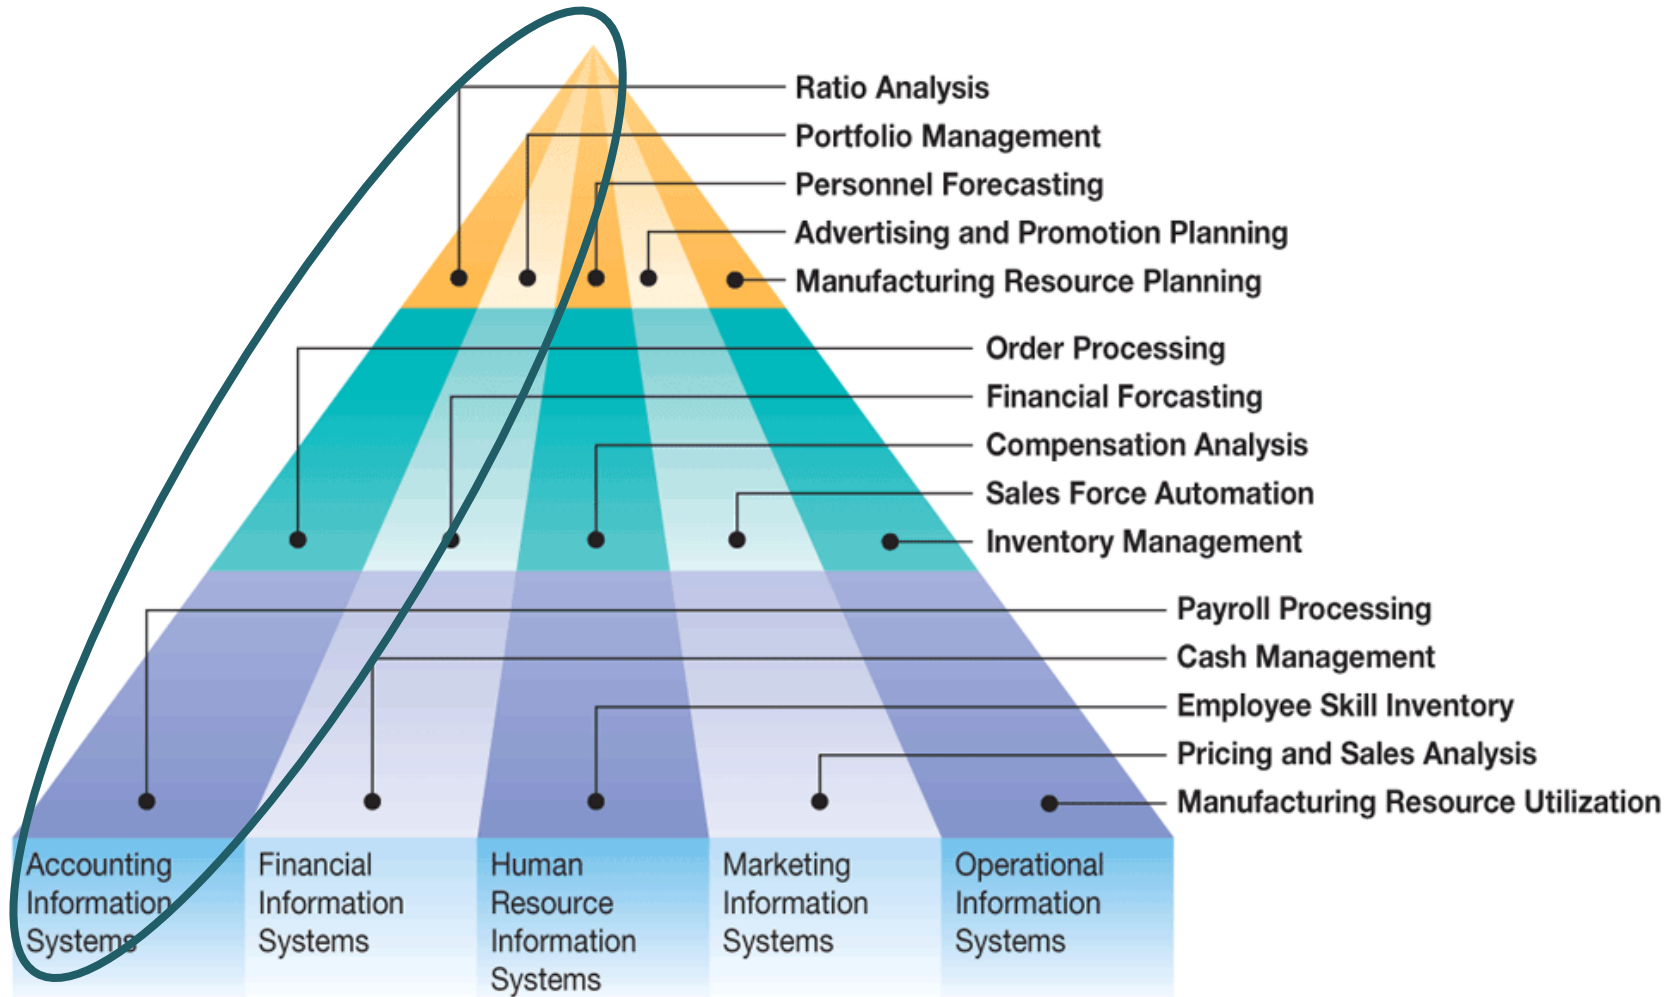 Ratio Analysis
Portfolio Management
Personnel Forecasting
Advertising and Promotion Planning
Manufacturing Resource Planning
Order Processing
Financial Forcasting
Compensation Analysis
Sales Force Automation
Inventory Management
Payroll Processing
Cash Management
Employee Skill Inventory
Pricing and Sales Analysis
Manufacturing Resource Utilization
Accounting
Information
Systems
Financial
Information
Systems
Human
Resource
Information
Systems
Marketing
Information
Systems
Operational
Information
Systems